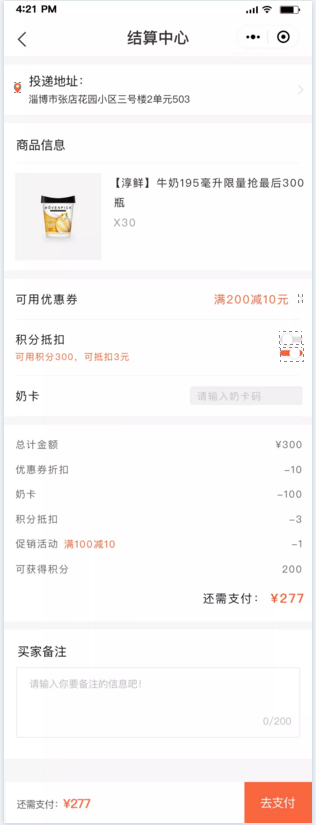 4:21 PM
结算中心
投递地址：
淄博市张店花园小区三号楼2单元503
商品信息
【淳鲜】牛奶195毫升限量抢最后300
瓶
X30
MÖVENPICK
可用优惠券 满200减10元
积分抵扣
可用积分300，可抵扣3元
奶卡 请输入奶卡码
总计金额 ¥300
优惠券折扣 -10
奶卡 -100
积分抵扣 -3
促销活动 满100减10 -1
可获得积分 200
还需支付： ¥277
买家备注
请输入你要备注的信息吧！
0/200
还需支付：¥277 去支付